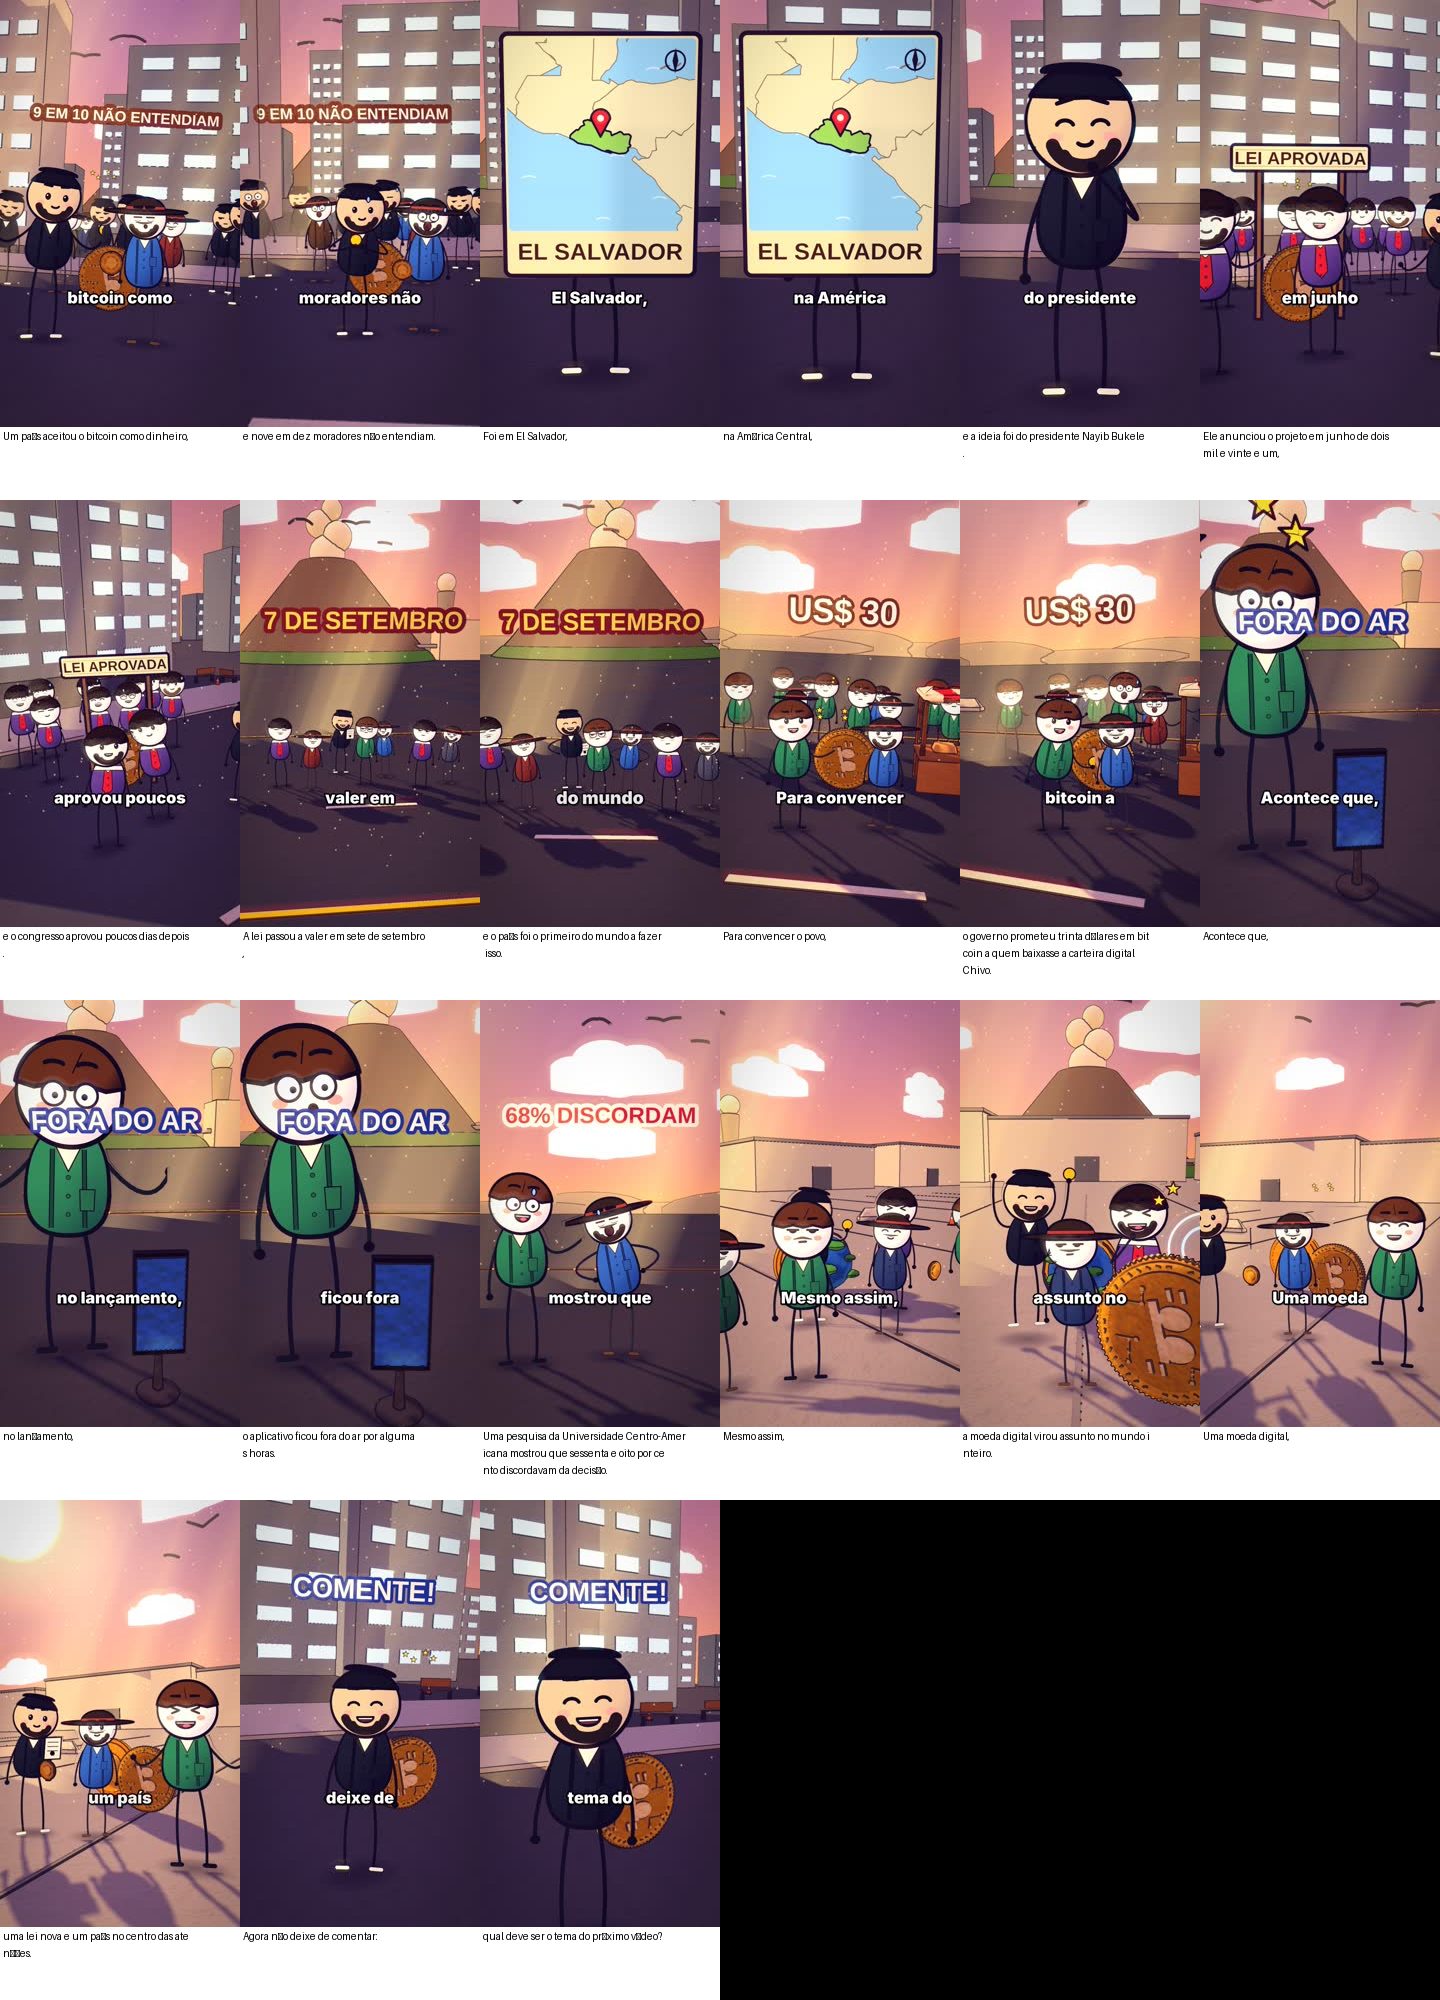 9 EM 10 NÃO ENTENDIAM
bitcoin como
Um pa▯s aceitou o bitcoin como dinheiro,
9 EM 10 NÃO ENTENDIAM
moradores não
e nove em dez moradores n▯o entendiam.
EL SALVADOR
El Salvador,
Foi em El Salvador,
EL SALVADOR
na América
na Am▯rica Central,
do presidente
e a ideia foi do presidente Nayib Bukele
.
LEI APROVADA
em junho
Ele anunciou o projeto em junho de dois
mil e vinte e um,
LEI APROVADA
aprovou poucos
e o congresso aprovou poucos dias depois
.
7 DE SETEMBRO
valer em
A lei passou a valer em sete de setembro
,
7 DE SETEMBRO
do mundo
e o pa▯s foi o primeiro do mundo a fazer
isso.
US$ 30
Para convencer
Para convencer o povo,
US$ 30
bitcoin a
o governo prometeu trinta d▯lares em bit
coin a quem baixasse a carteira digital
Chivo.
FORA DO AR
Acontece que,
Acontece que,
FORA DO AR
no lançamento,
no lan▯amento,
FORA DO AR
ficou fora
o aplicativo ficou fora do ar por alguma
s horas.
68% DISCORDAM
mostrou que
Uma pesquisa da Universidade Centro-Amer
icana mostrou que sessenta e oito por ce
nto discordavam da decis▯o.
Mesmo assim,
Mesmo assim,
assunto no
a moeda digital virou assunto no mundo i
nteiro.
Uma moeda
Uma moeda digital,
um país
uma lei nova e um pa▯s no centro das ate
n▯▯es.
COMENTE!
deixe de
Agora n▯o deixe de comentar:
COMENTE!
tema do
qual deve ser o tema do pr▯ximo v▯deo?